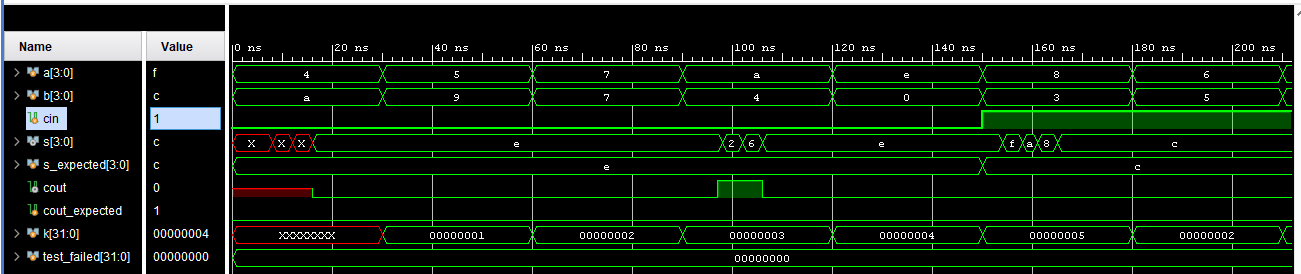 Name Value
0 ns 20 ns 40 ns 60 ns 80 ns 100 ns 120 ns 140 ns 160 ns 180 ns 200 ns
a[3:0] f 4 5 7 a e 8 6
b[3:0] c a 9 7 4 0 3 5
cin 1
s[3:0] c X X X e 2 6 e f a 8 c
s_expected[3:0] c e c
cout 0
cout_expected 1
k[31:0] 00000004 XXXXXXXX 00000001 00000002 00000003 00000004 00000005 00000002
test_failed[31:0] 00000000 00000000